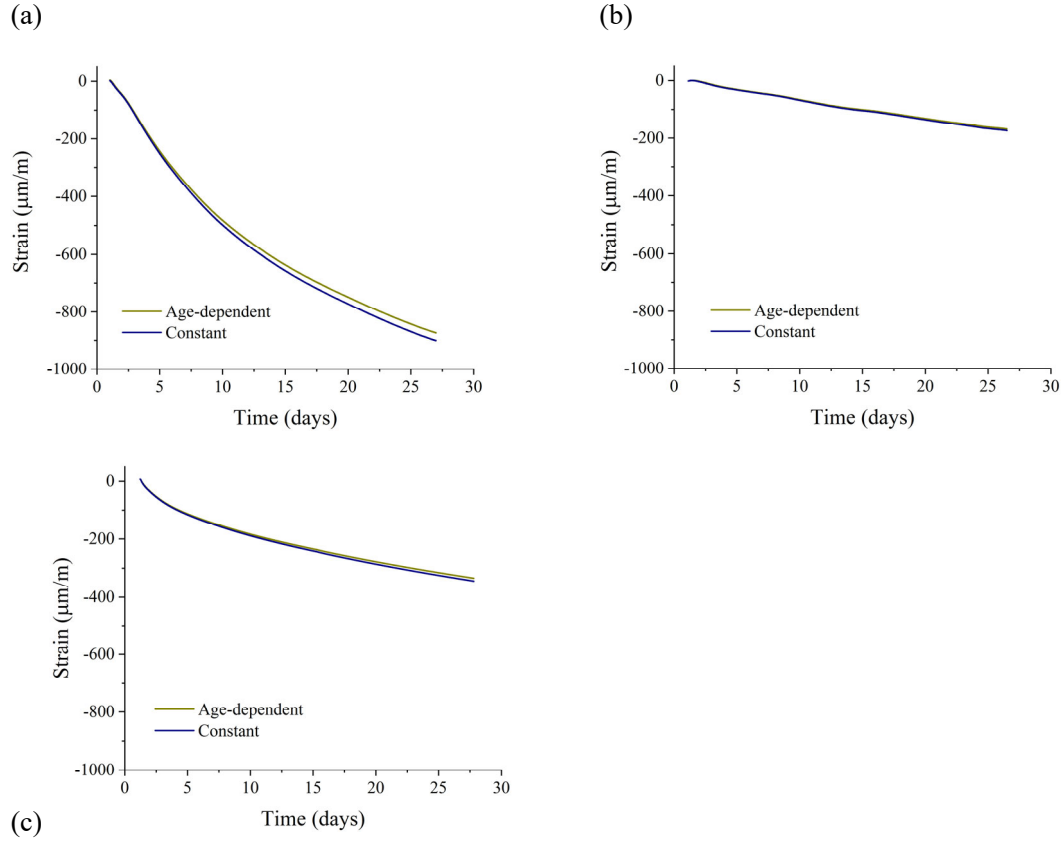 (a)
(b)
0
-200
-400
-600
-800
-1000
Strain (μm/m)
Age-dependent
Constant
0 5 10 15 20 25 30
Time (days)
0
-200
-400
-600
-800
-1000
Strain (μm/m)
Age-dependent
Constant
0 5 10 15 20 25 30
Time (days)
0
-200
-400
-600
-800
-1000
Strain (μm/m)
Age-dependent
Constant
0 5 10 15 20 25 30
Time (days)
(c)